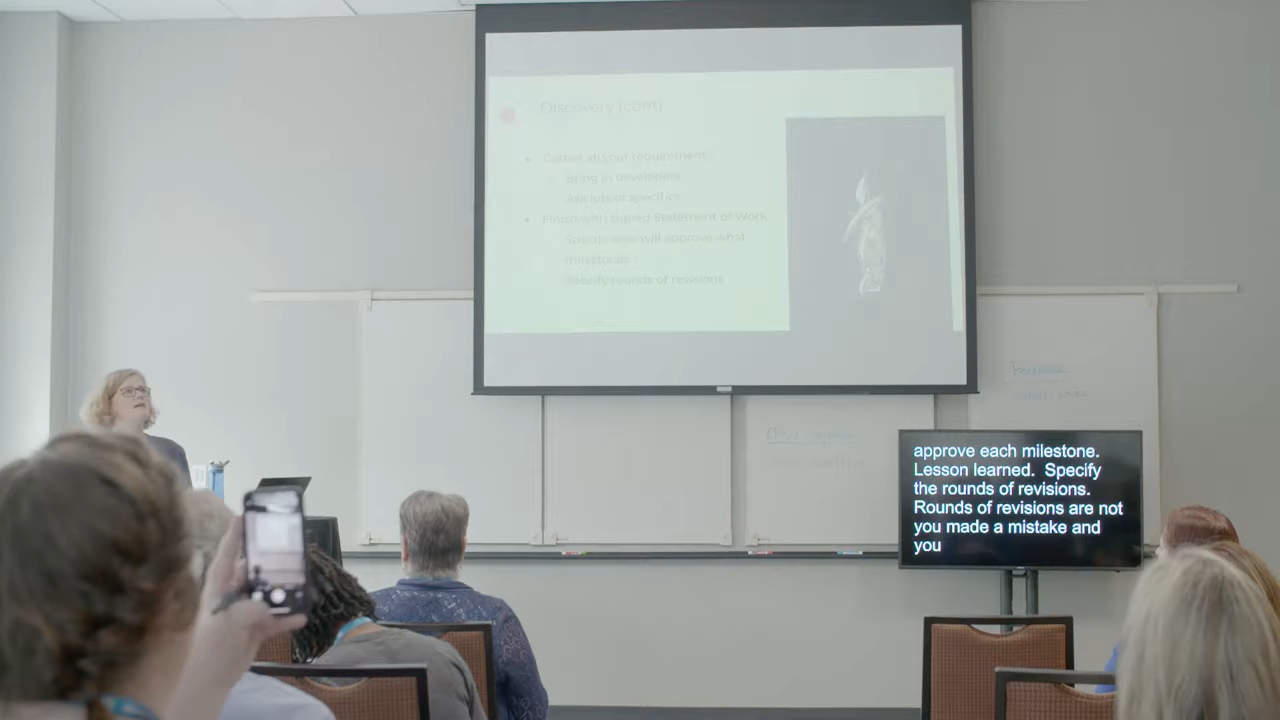 Discovery (cont)
Gather all your requirement
Bring in developers
Ask lots of specifics
Finish with signed Statement of Work
Specify who will approve what
milestones
Specify rounds of revisions
approve each milestone.
Lesson learned.  Specify
the rounds of revisions.
Rounds of revisions are not
you made a mistake and
you